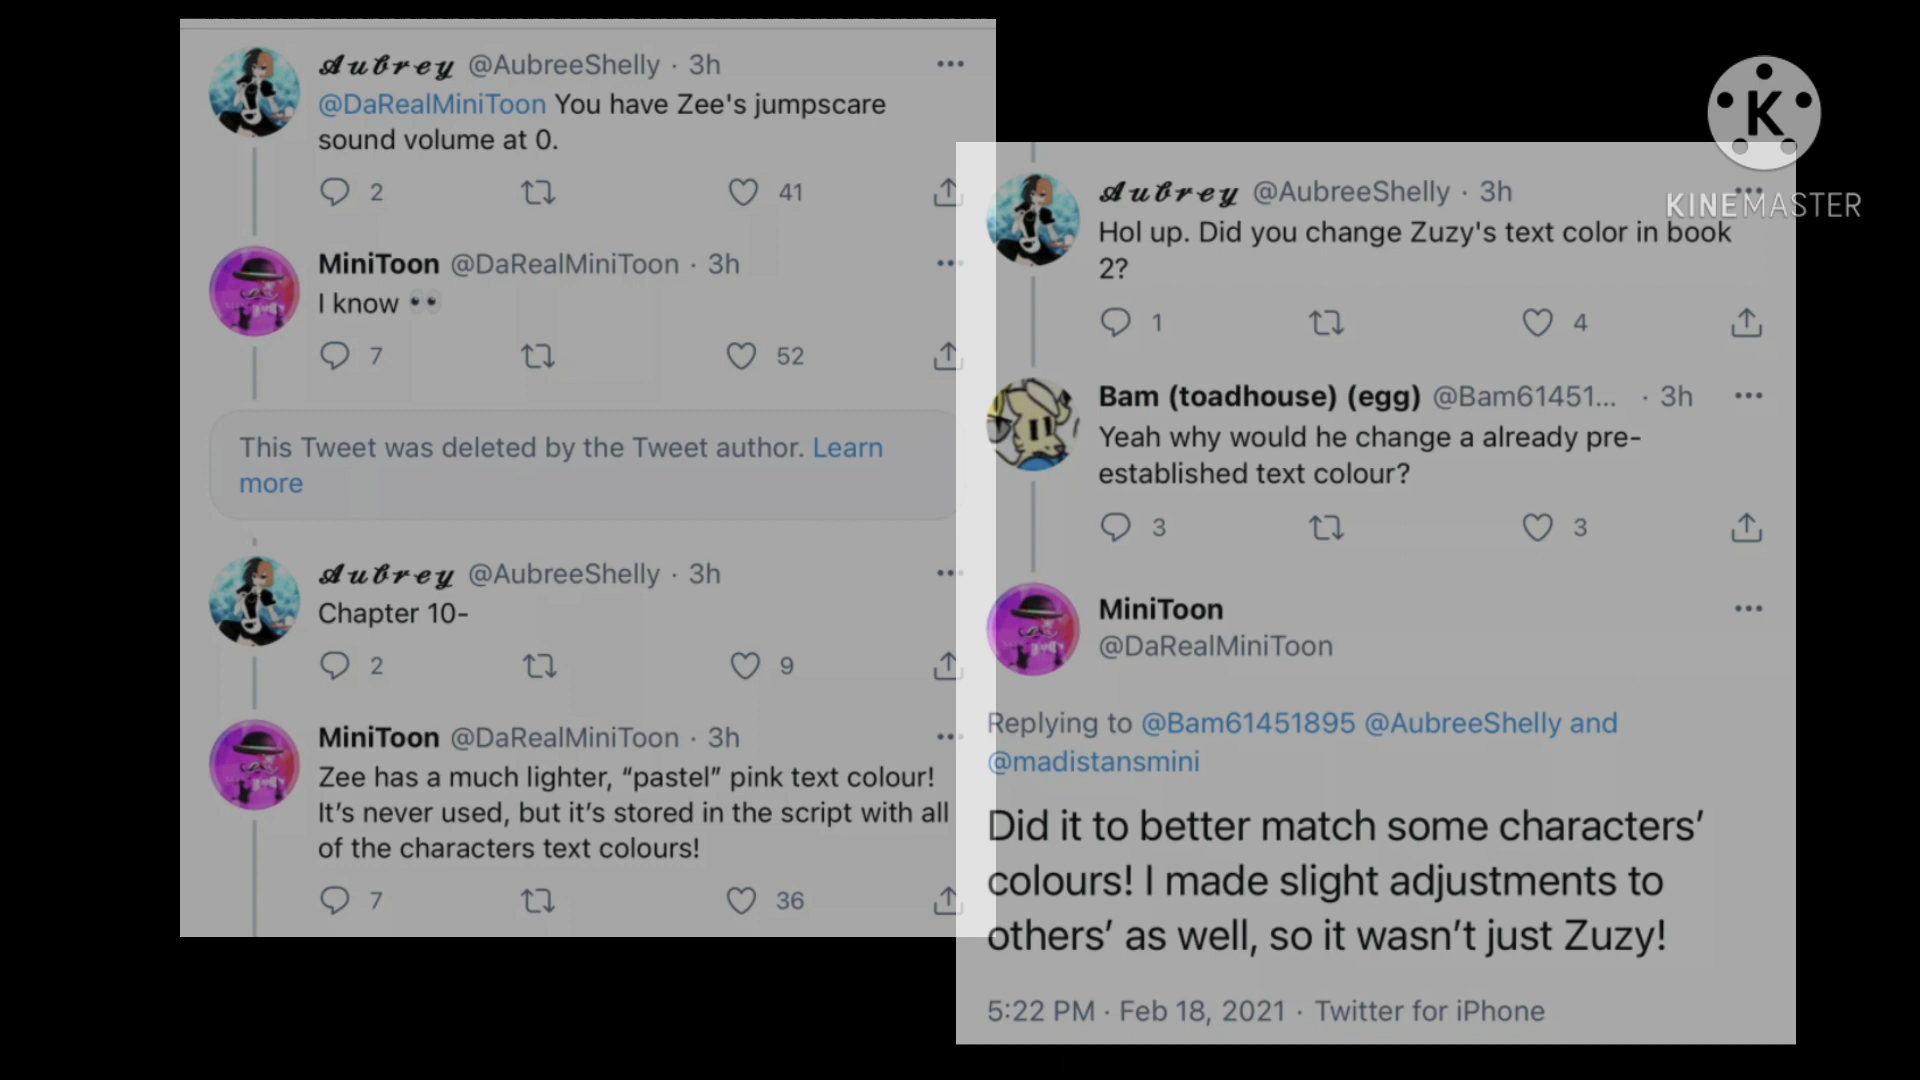 Aubrey @AubreeShelly · 3h
@DaRealMiniToon You have Zee's jumpscare
sound volume at 0.
2 41
MiniToon @DaRealMiniToon · 3h
I know 👀
7 52
This Tweet was deleted by the Tweet author. Learn
more
Aubrey @AubreeShelly · 3h
Chapter 10-
2 9
MiniToon @DaRealMiniToon · 3h
Zee has a much lighter, “pastel” pink text colour!
It’s never used, but it’s stored in the script with all
of the characters text colours!
7 36
Aubrey @AubreeShelly · 3h
Hol up. Did you change Zuzy's text color in book
2?
1 4
Bam (toadhouse) (egg) @Bam61451... · 3h
Yeah why would he change a already pre-
established text colour?
3 3
MiniToon
@DaRealMiniToon
Replying to @Bam61451895 @AubreeShelly and
@madistansmini
Did it to better match some characters’
colours! I made slight adjustments to
others’ as well, so it wasn’t just Zuzy!
5:22 PM · Feb 18, 2021 · Twitter for iPhone
K
KINEMASTER